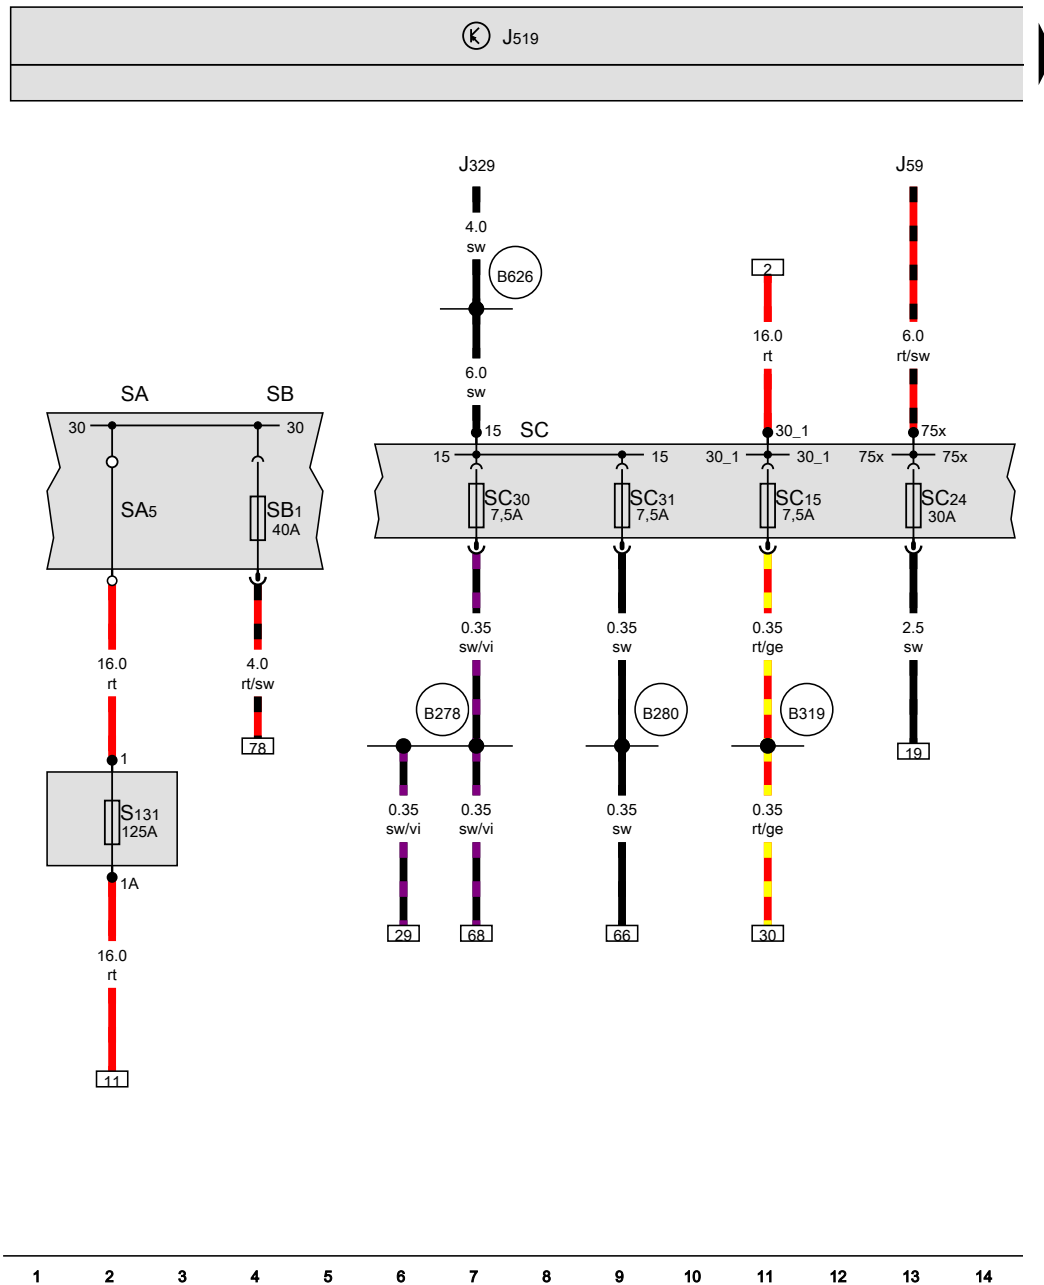 J519
J329
J59
4.0
sw
B626
2
16.0
rt
6.0
rt/sw
6.0
sw
SA
SB
30
30
15
SC
30_1
75x
15
15
30_1
30_1
75x
75x
SA5
SB1
40A
SC30
7,5A
SC31
7,5A
SC15
7,5A
SC24
30A
16.0
rt
4.0
rt/sw
0.35
sw/vi
0.35
sw
0.35
rt/ge
2.5
sw
B278
B280
B319
78
19
1
S131
125A
0.35
sw/vi
0.35
sw/vi
0.35
sw
0.35
rt/ge
1A
29
68
66
30
16.0
rt
11
1 2 3 4 5 6 7 8 9 10 11 12 13 14